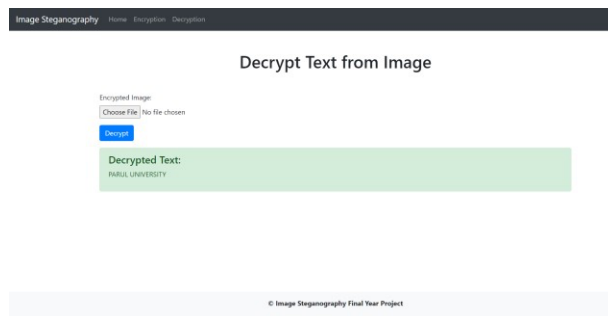 Image Steganography Home Encryption Decryption
Decrypt Text from Image
Encrypted Image:
Choose File No file chosen
Decrypt
Decrypted Text:
PARUL UNIVERSITY
© Image Steganography Final Year Project